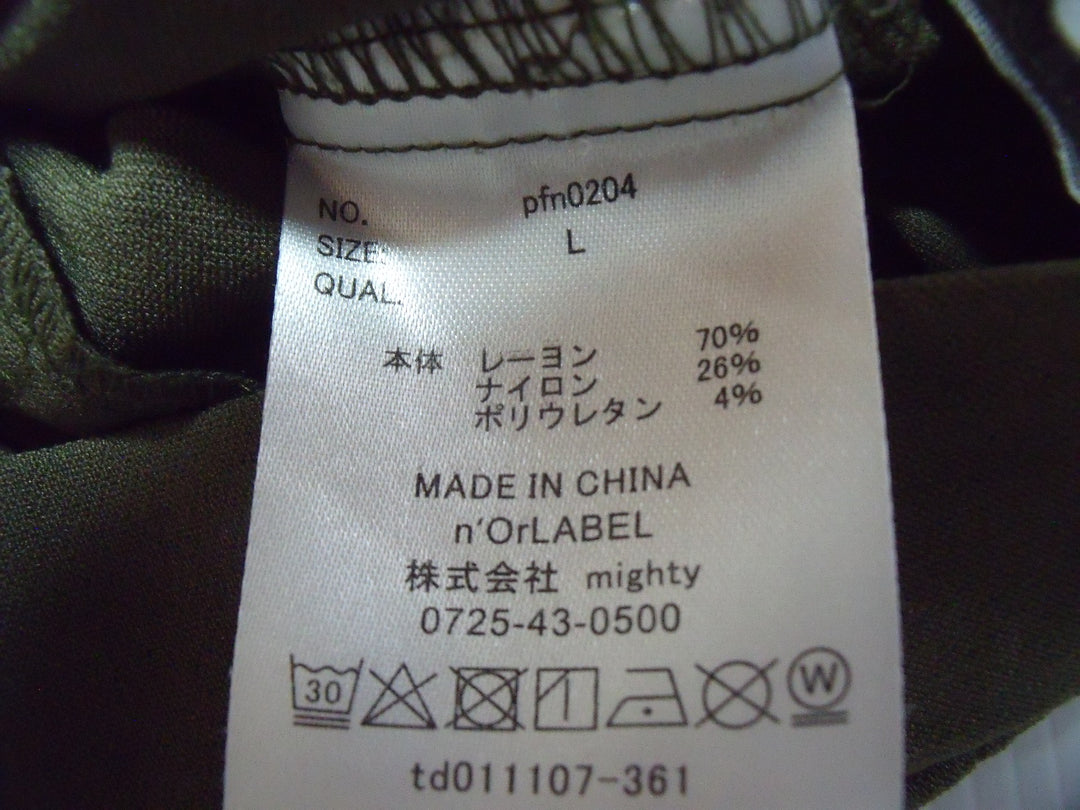 NO. pfn0204
SIZE L
QUAL.
本体 レーヨン 70%
ナイロン 26%
ポリウレタン 4%
MADE IN CHINA
n'OrLABEL
株式会社 mighty
0725-43-0500
30 W
td011107-361